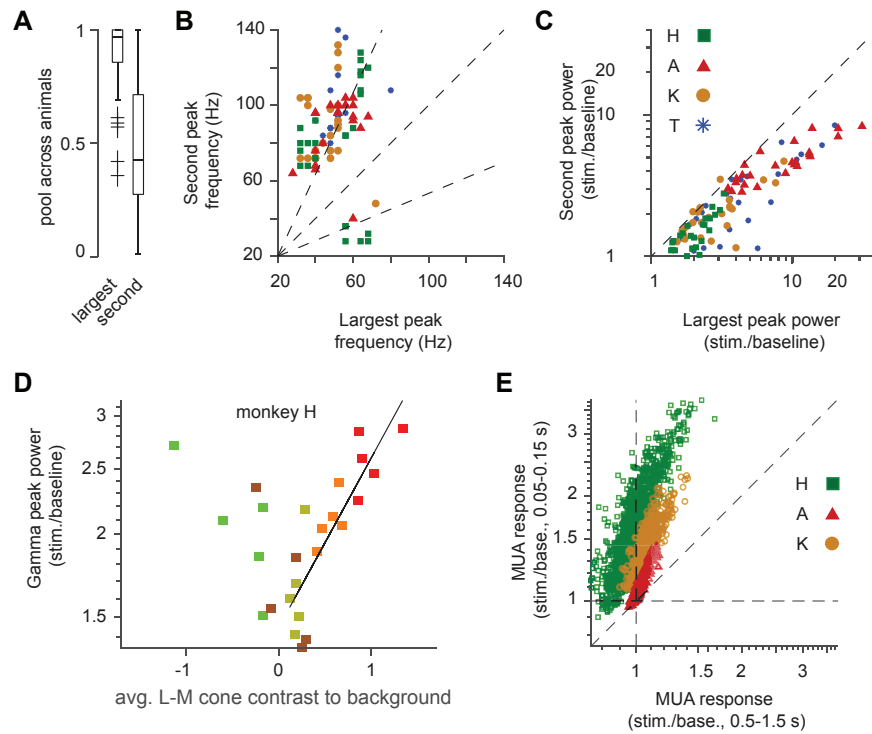 A
pool across animals
1
0.5
0
largest
second
B
Second peak
frequency (Hz)
140
100
60
20
20
60
100
140
Largest peak
frequency (Hz)
C
Second peak power
(stim./baseline)
30
10
1
H
A
K
T
1
10
20
30
Largest peak power
(stim./baseline)
D
Gamma peak power
(stim./baseline)
monkey H
3
2.5
2
1.5
-1
0
1
avg. L-M cone contrast to background
E
MUA response
(stim./base., 0.05-0.15 s)
3
2
1.5
1
H
A
K
1
1.5
2
3
MUA response
(stim./base., 0.5-1.5 s)